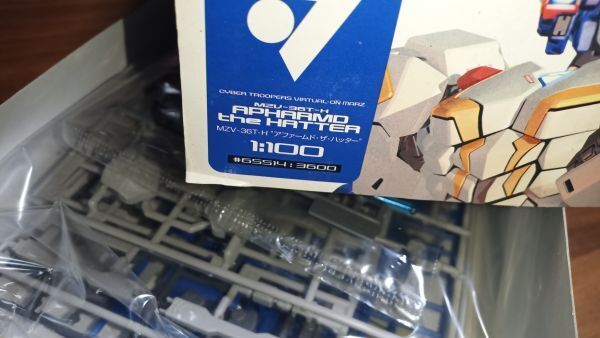 CYBER TROOPERS VIRTUAL-ON MARZ
MZV-36T-H
APHARMD
the HATTER
MZV-36T-H "アファームド・ザ・ハッター"
1:100
#65514:3600
H